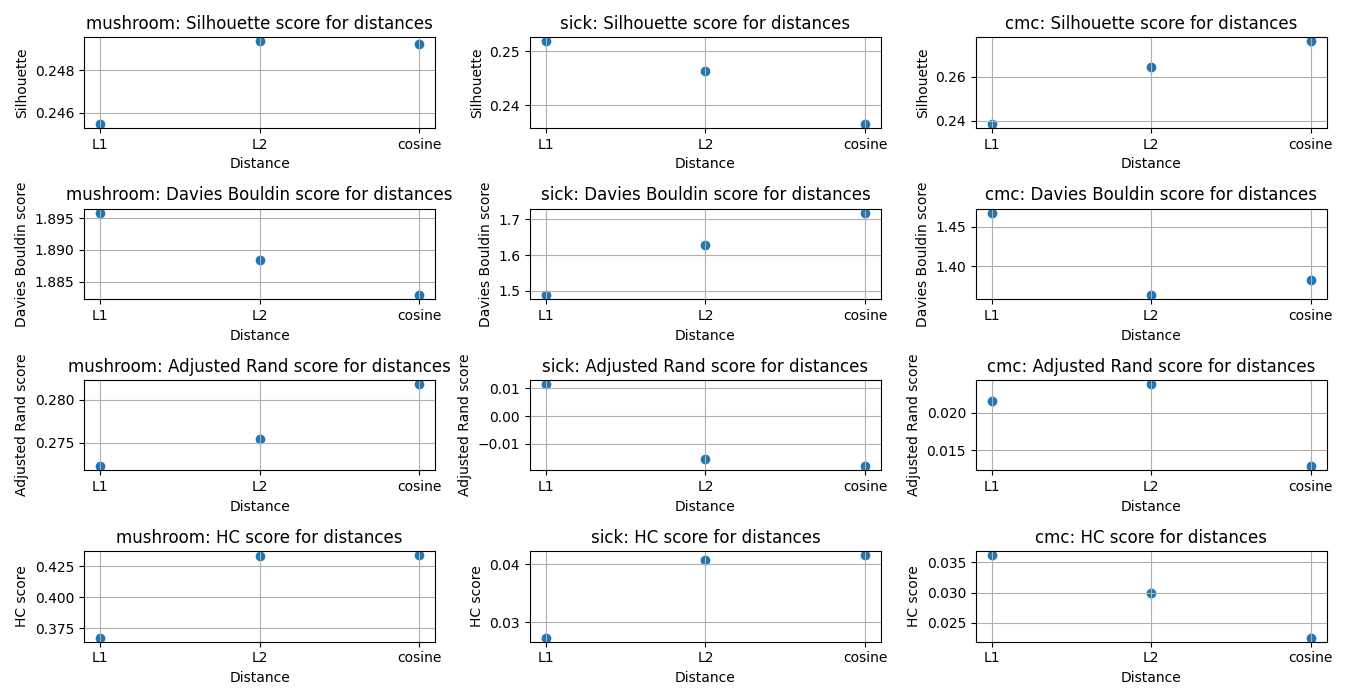 mushroom: Silhouette score for distances
Silhouette
0.248
0.246
L1 L2 cosine
Distance
sick: Silhouette score for distances
Silhouette
0.25
0.24
L1 L2 cosine
Distance
cmc: Silhouette score for distances
Silhouette
0.26
0.24
L1 L2 cosine
Distance
mushroom: Davies Bouldin score for distances
Davies Bouldin score
1.895
1.890
1.885
L1 L2 cosine
Distance
sick: Davies Bouldin score for distances
Davies Bouldin score
1.7
1.6
1.5
L1 L2 cosine
Distance
cmc: Davies Bouldin score for distances
Davies Bouldin score
1.45
1.40
L1 L2 cosine
Distance
mushroom: Adjusted Rand score for distances
Adjusted Rand score
0.280
0.275
L1 L2 cosine
Distance
sick: Adjusted Rand score for distances
Adjusted Rand score
0.01
0.00
−0.01
L1 L2 cosine
Distance
cmc: Adjusted Rand score for distances
Adjusted Rand score
0.020
0.015
L1 L2 cosine
Distance
mushroom: HC score for distances
HC score
0.425
0.400
0.375
L1 L2 cosine
Distance
sick: HC score for distances
HC score
0.04
0.03
L1 L2 cosine
Distance
cmc: HC score for distances
HC score
0.035
0.030
0.025
L1 L2 cosine
Distance